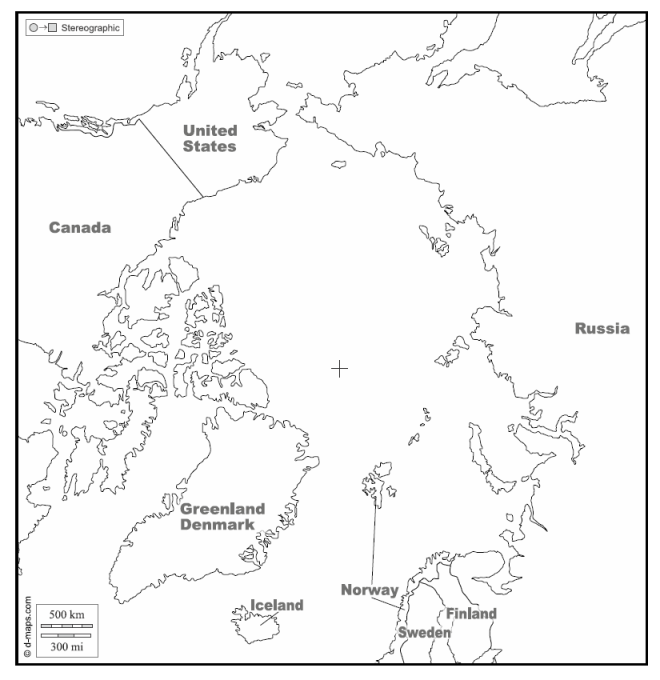 Stereographic
United
States
Canada
Russia
Greenland
Denmark
Norway
Iceland
Finland
Sweden
500 km
300 mi
© d-maps.com